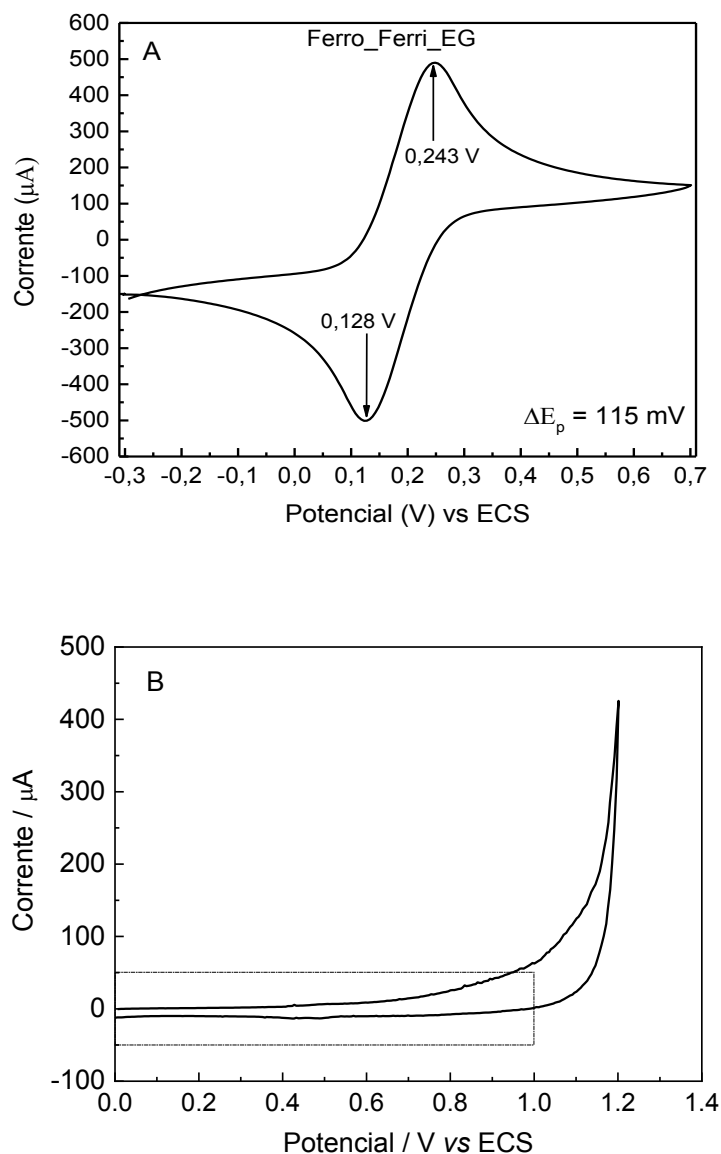 A
Ferro_Ferri_EG
600
500
400
300
200
100
0
-100
-200
-300
-400
-500
-600
Corrente (μA)
0,243 V
0,128 V
ΔEp = 115 mV
-0,3 -0,2 -0,1 0,0 0,1 0,2 0,3 0,4 0,5 0,6 0,7
Potencial (V) vs ECS
B
500
400
300
200
100
0
-100
Corrente / μA
0.0 0.2 0.4 0.6 0.8 1.0 1.2 1.4
Potencial / V vs ECS